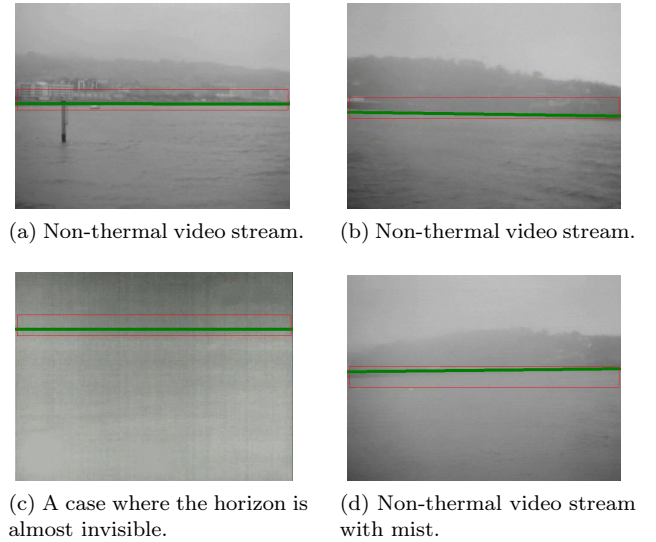 (a) Non-thermal video stream.
(b) Non-thermal video stream.
(c) A case where the horizon is
almost invisible.
(d) Non-thermal video stream
with mist.